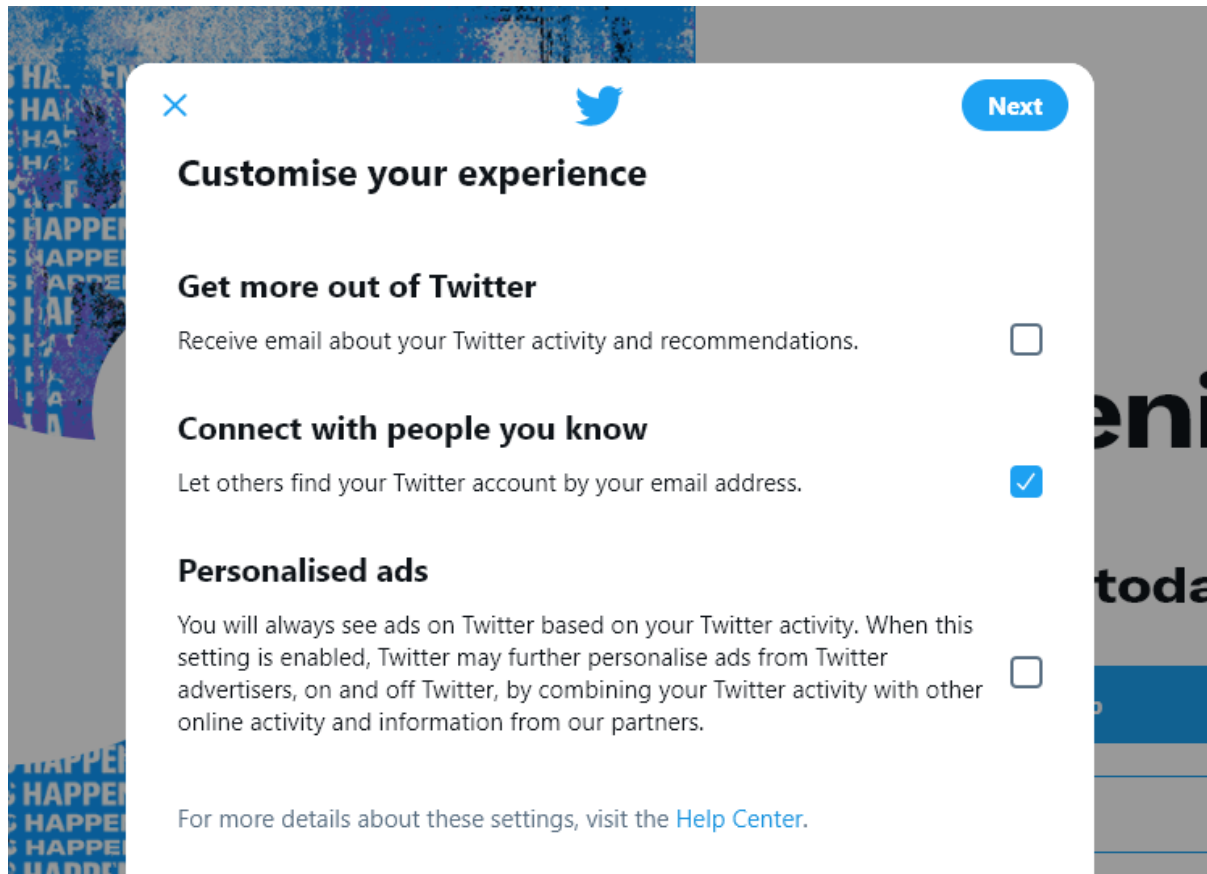 Next
Customise your experience
Get more out of Twitter
Receive email about your Twitter activity and recommendations.
Connect with people you know
Let others find your Twitter account by your email address.
Personalised ads
You will always see ads on Twitter based on your Twitter activity. When this
setting is enabled, Twitter may further personalise ads from Twitter
advertisers, on and off Twitter, by combining your Twitter activity with other
online activity and information from our partners.
For more details about these settings, visit the Help Center.